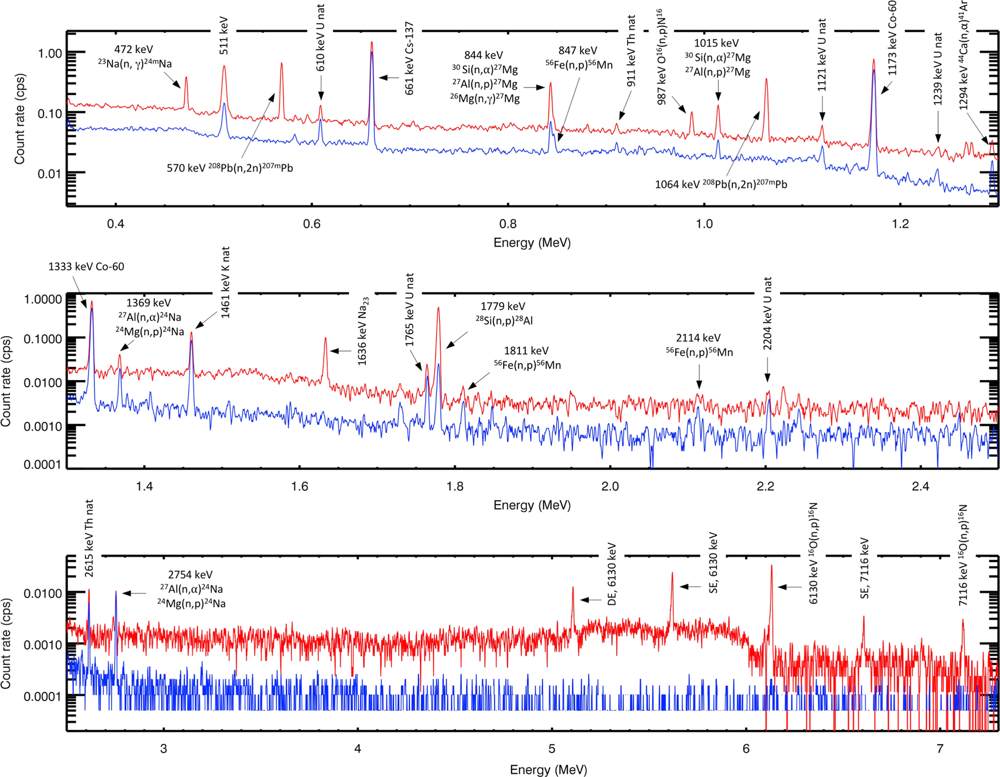 472 keV
²³Na(n, γ)²⁴ᵐNa
511 keV
610 keV U nat
661 keV Cs-137
844 keV
³⁰Si(n,α)²⁷Mg
²⁷Al(n,p)²⁷Mg
²⁶Mg(n,γ)²⁷Mg
847 keV
⁵⁶Fe(n,p)⁵⁶Mn
911 keV Th nat
987 keV O¹⁶(n,p)N¹⁶
1015 keV
³⁰Si(n,α)²⁷Mg
²⁷Al(n,p)²⁷Mg
1121 keV U nat
1173 keV Co-60
1239 keV U nat
1294 keV ⁴⁴Ca(n,α)⁴¹Ar
570 keV ²⁰⁸Pb(n,2n)²⁰⁷ᵐPb
1064 keV ²⁰⁸Pb(n,2n)²⁰⁷ᵐPb
Count rate (cps)
1.00
0.10
0.01
0.4 0.6 0.8 1.0 1.2
Energy (MeV)
1333 keV Co-60
1369 keV
²⁷Al(n,α)²⁴Na
²⁴Mg(n,p)²⁴Na
1461 keV K nat
1636 keV Na₂₃
1765 keV U nat
1779 keV
²⁸Si(n,p)²⁸Al
1811 keV
⁵⁶Fe(n,p)⁵⁶Mn
2114 keV
⁵⁶Fe(n,p)⁵⁶Mn
2204 keV U nat
Count rate (cps)
1.0000
0.1000
0.0100
0.0010
0.0001
1.4 1.6 1.8 2.0 2.2 2.4
Energy (MeV)
2615 keV Th nat
2754 keV
²⁷Al(n,α)²⁴Na
²⁴Mg(n,p)²⁴Na
DE, 6130 keV
SE, 6130 keV
6130 keV ¹⁶O(n,p)¹⁶N
SE, 7116 keV
7116 keV ¹⁶O(n,p)¹⁶N
Count rate (cps)
0.0100
0.0010
0.0001
3 4 5 6 7
Energy (MeV)